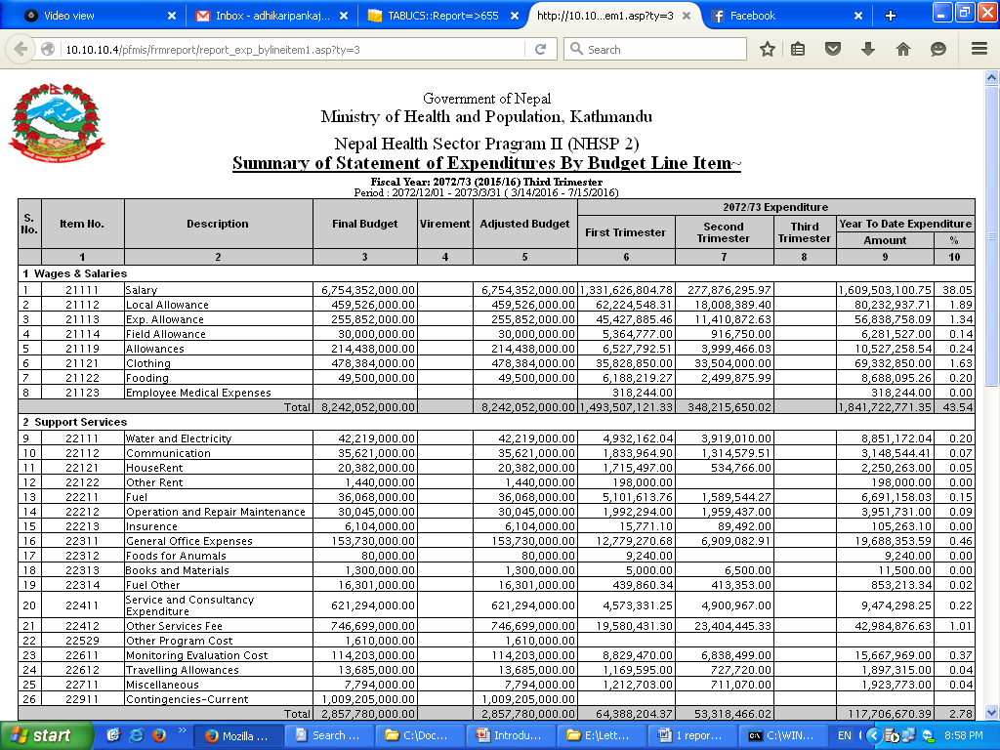 Video view
Inbox - adhikaripankaj...
TABUCS::Report=>655
http://10.10...em1.asp?ty=3
Facebook
10.10.10.4/pfmis/frmreport/report_exp_bylineitem1.asp?ty=3
Search
Government of Nepal
Ministry of Health and Population, Kathmandu
Nepal Health Sector Pragram II (NHSP 2)
Summary of Statement of Expenditures By Budget Line Item~
Fiscal Year: 2072/73 (2015/16) Third Trimester
Period : 2072/12/01 - 2073/3/31 ( 3/14/2016 - 7/15/2016)
S. No. Item No. Description Final Budget Virement Adjusted Budget 2072/73 Expenditure
First Trimester Second Trimester Third Trimester Year To Date Expenditure
Amount %
1 2 3 4 5 6 7 8 9 10
1 Wages & Salaries
1 21111 Salary 6,754,352,000.00 6,754,352,000.00 1,331,626,804.78 277,876,295.97 1,609,503,100.75 38.05
2 21112 Local Allowance 459,526,000.00 459,526,000.00 62,224,548.31 18,008,389.40 80,232,937.71 1.89
3 21113 Exp. Allowance 255,852,000.00 255,852,000.00 45,427,885.46 11,410,872.63 56,838,758.09 1.34
4 21114 Field Allowance 30,000,000.00 30,000,000.00 5,364,777.00 916,750.00 6,281,527.00 0.14
5 21119 Allowances 214,438,000.00 214,438,000.00 6,527,792.51 3,999,466.03 10,527,258.54 0.24
6 21121 Clothing 478,384,000.00 478,384,000.00 35,828,850.00 33,504,000.00 69,332,850.00 1.63
7 21122 Fooding 49,500,000.00 49,500,000.00 6,188,219.27 2,499,875.99 8,688,095.26 0.20
8 21123 Employee Medical Expenses 318,244.00 318,244.00 0.00
Total 8,242,052,000.00 8,242,052,000.00 1,493,507,121.33 348,215,650.02 1,841,722,771.35 43.54
2 Support Services
9 22111 Water and Electricity 42,219,000.00 42,219,000.00 4,932,162.04 3,919,010.00 8,851,172.04 0.20
10 22112 Communication 35,621,000.00 35,621,000.00 1,833,964.90 1,314,579.51 3,148,544.41 0.07
11 22121 HouseRent 20,382,000.00 20,382,000.00 1,715,497.00 534,766.00 2,250,263.00 0.05
12 22122 Other Rent 1,440,000.00 1,440,000.00 198,000.00 198,000.00 0.00
13 22211 Fuel 36,068,000.00 36,068,000.00 5,101,613.76 1,589,544.27 6,691,158.03 0.15
14 22212 Operation and Repair Maintenance 30,045,000.00 30,045,000.00 1,992,294.00 1,959,437.00 3,951,731.00 0.09
15 22213 Insurence 6,104,000.00 6,104,000.00 15,771.10 89,492.00 105,263.10 0.00
16 22311 General Office Expenses 153,730,000.00 153,730,000.00 12,779,270.68 6,909,082.91 19,688,353.59 0.46
17 22312 Foods for Anumals 80,000.00 80,000.00 9,240.00 9,240.00 0.00
18 22313 Books and Materials 1,300,000.00 1,300,000.00 5,000.00 6,500.00 11,500.00 0.00
19 22314 Fuel Other 16,301,000.00 16,301,000.00 439,860.34 413,353.00 853,213.34 0.02
20 22411 Service and Consultancy Expenditure 621,294,000.00 621,294,000.00 4,573,331.25 4,900,967.00 9,474,298.25 0.22
21 22412 Other Services Fee 746,699,000.00 746,699,000.00 19,580,431.30 23,404,445.33 42,984,876.63 1.01
22 22529 Other Program Cost 1,610,000.00 1,610,000.00
23 22611 Monitoring Evaluation Cost 114,203,000.00 114,203,000.00 8,829,470.00 6,838,499.00 15,667,969.00 0.37
24 22612 Travelling Allowances 13,685,000.00 13,685,000.00 1,169,595.00 727,720.00 1,897,315.00 0.04
25 22711 Miscellaneous 7,794,000.00 7,794,000.00 1,212,703.00 711,070.00 1,923,773.00 0.04
26 22911 Contingencies-Current 1,009,205,000.00 1,009,205,000.00
Total 2,857,780,000.00 2,857,780,000.00 64,388,204.37 53,318,466.02 117,706,670.39 2.78
start
Mozilla ...
Search ...
C:\Doc...
Introdu...
E:\Lett...
1 repor...
C:\WIN...
EN
8:58 PM